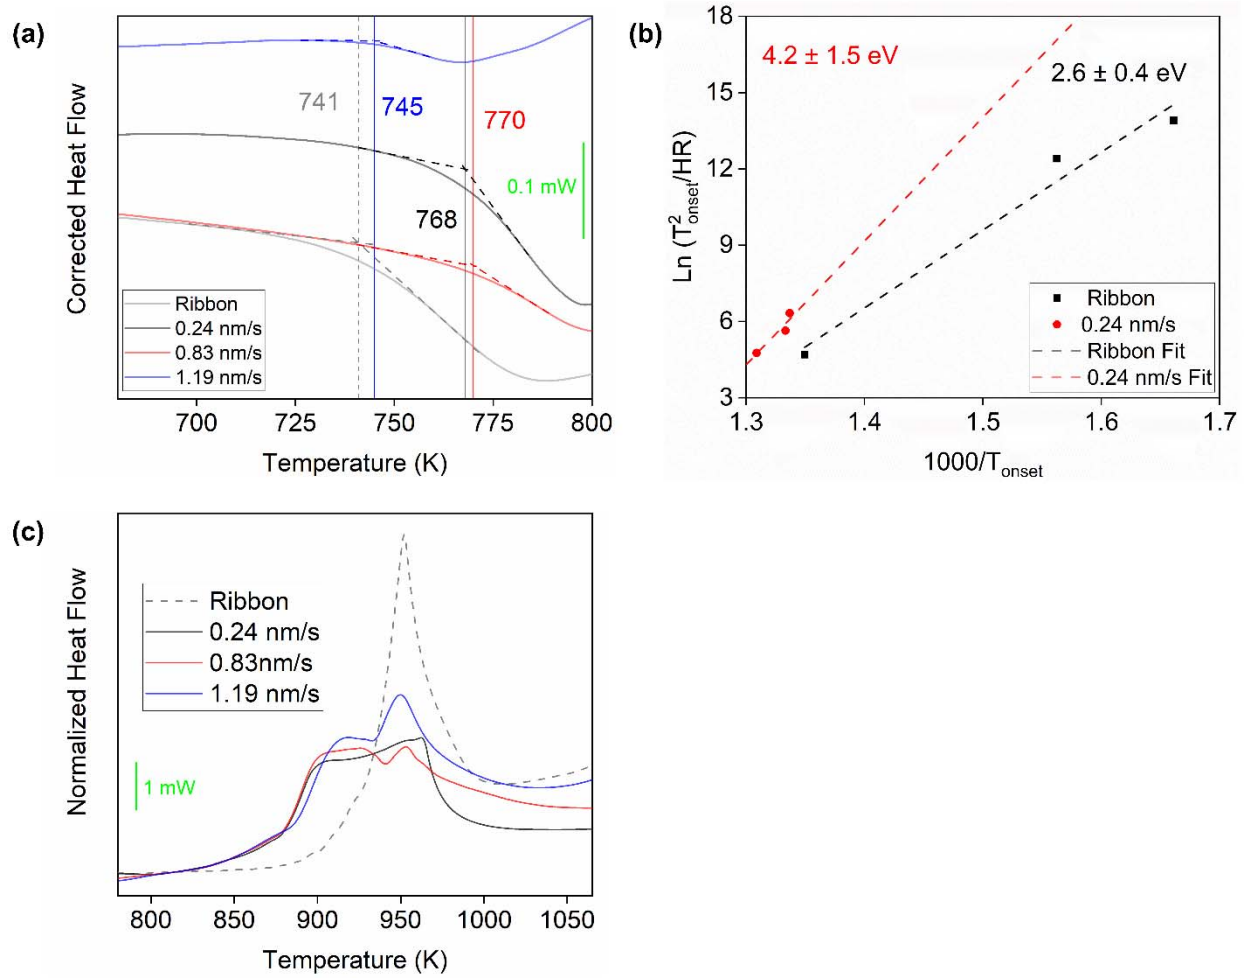 (a)
Corrected Heat Flow
741
745
770
768
0.1 mW
Ribbon
0.24 nm/s
0.83 nm/s
1.19 nm/s
700
725
750
775
800
Temperature (K)
(b)
Ln (T²onset/HR)
18
15
12
9
6
3
4.2 ± 1.5 eV
2.6 ± 0.4 eV
Ribbon
0.24 nm/s
Ribbon Fit
0.24 nm/s Fit
1.3
1.4
1.5
1.6
1.7
1000/Tonset
(c)
Normalized Heat Flow
Ribbon
0.24 nm/s
0.83nm/s
1.19 nm/s
1 mW
800
850
900
950
1000
1050
Temperature (K)